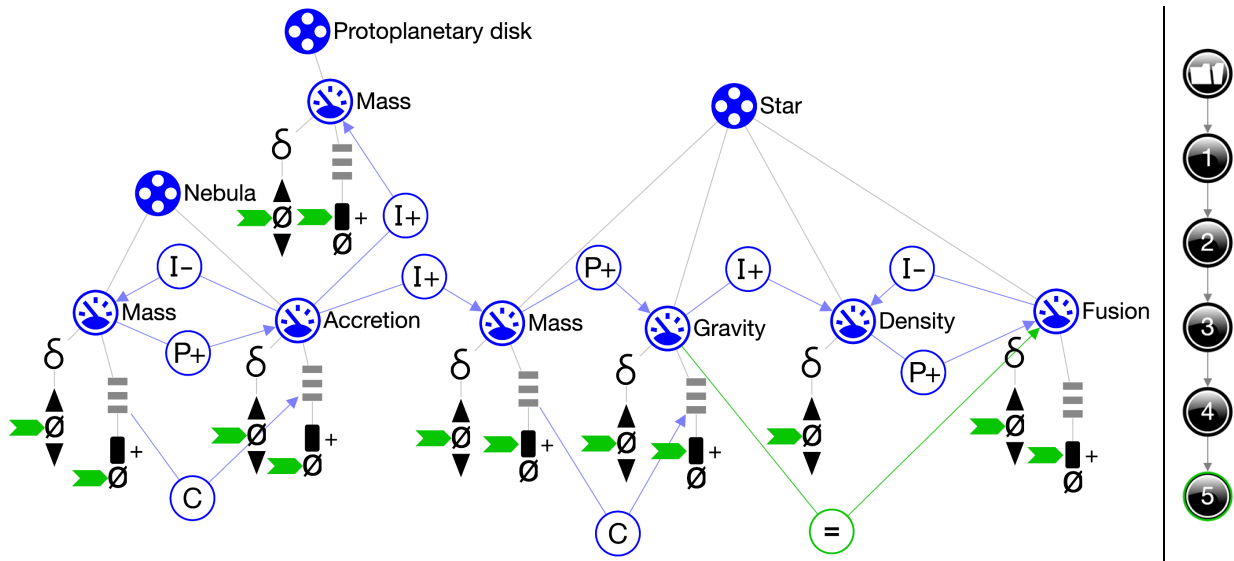 Protoplanetary disk
Mass
Star
δ
Nebula
+
Ø
Ø
I+
1
I-
I+
P+
I+
I-
2
Mass
Accretion
Mass
Gravity
Density
Fusion
P+
3
δ
δ
δ
δ
δ
δ
P+
4
Ø
Ø
+
Ø
+
Ø
+
Ø
Ø
+
Ø
+
Ø
Ø
Ø
Ø
Ø
C
5
C
=